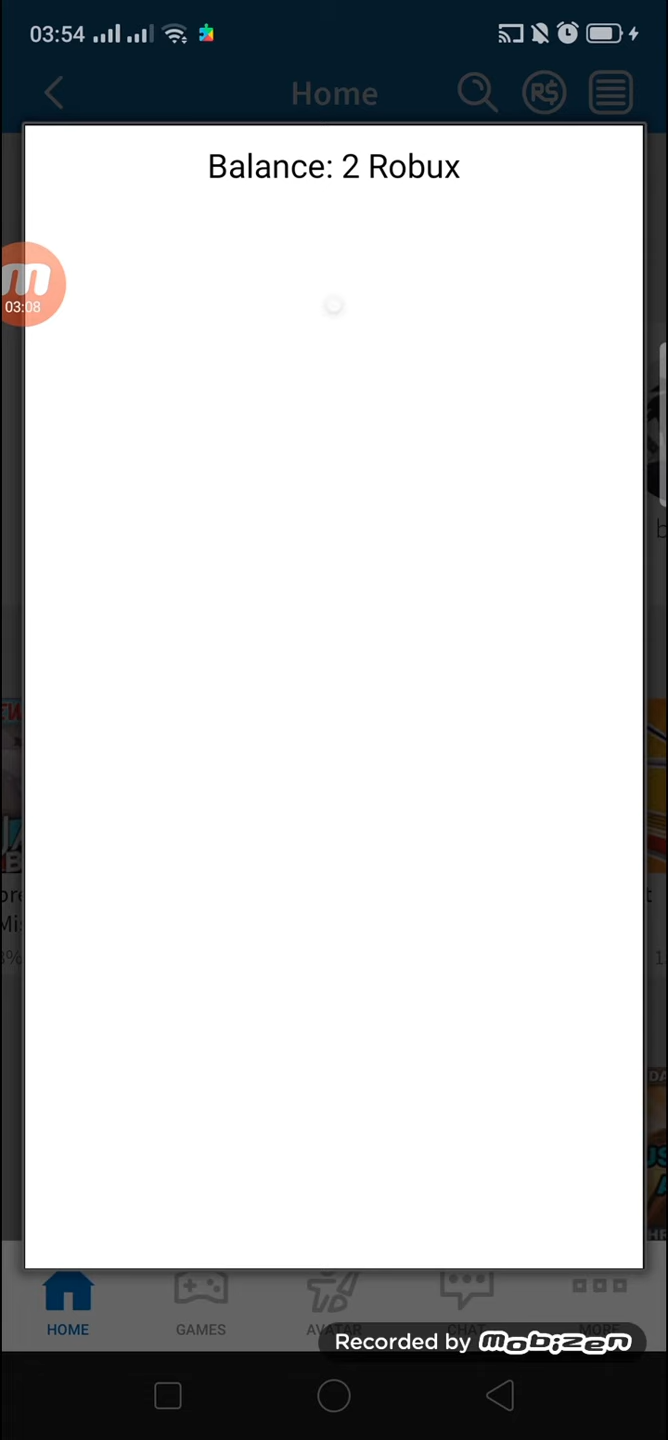 03:54
Home
R$
Balance: 2 Robux
03:08
HOME
GAMES
AVATAR
CHAT
MORE
Recorded by mobizen